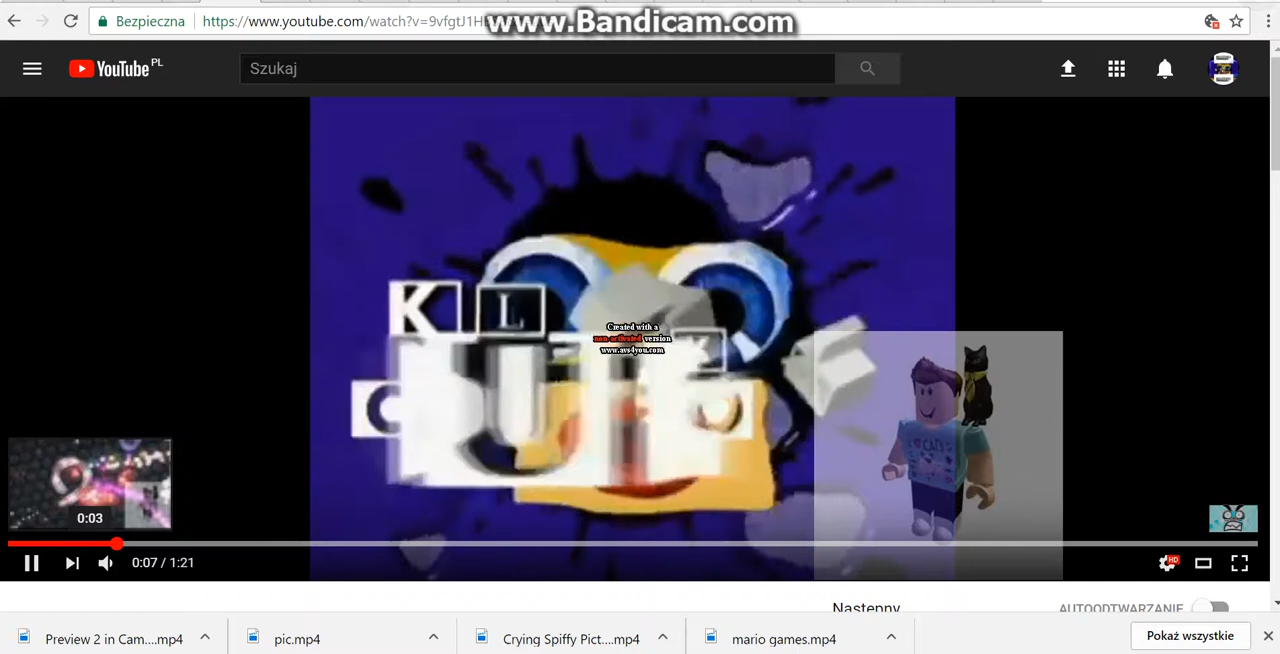 Bezpieczna
https://www.youtube.com/watch?v=9vfgtJ1H
www.Bandicam.com
YouTube PL
Szukaj
K L
Created with a
non-activated version
www.avs4you.com
CATS
0:03
0:07 / 1:21
HD
Następny
AUTOODTWARZANIE
Preview 2 in Cam....mp4
pic.mp4
Crying Spiffy Pict....mp4
mario games.mp4
Pokaż wszystkie